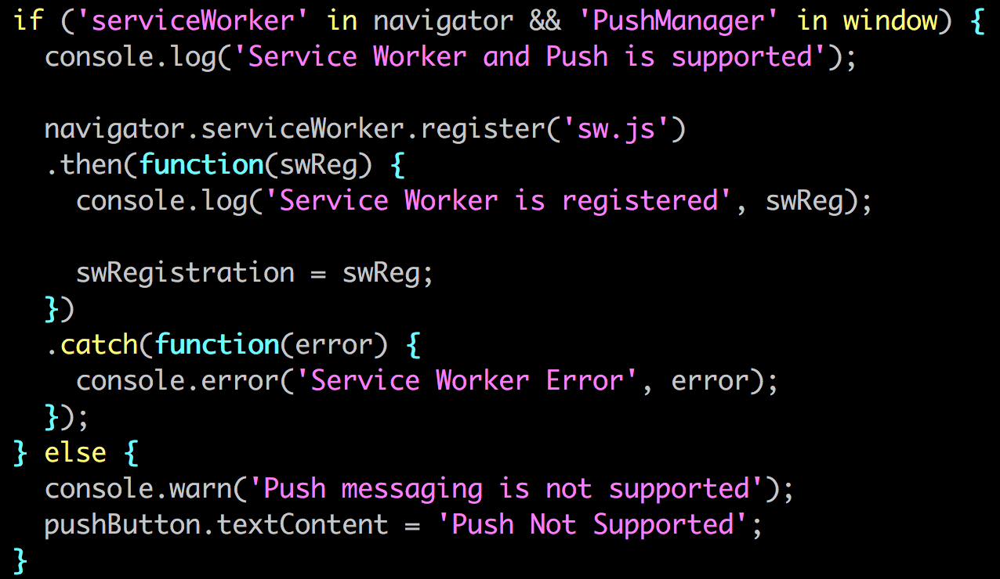 if ('serviceWorker' in navigator && 'PushManager' in window) {
  console.log('Service Worker and Push is supported');

  navigator.serviceWorker.register('sw.js')
  .then(function(swReg) {
    console.log('Service Worker is registered', swReg);

    swRegistration = swReg;
  })
  .catch(function(error) {
    console.error('Service Worker Error', error);
  });
} else {
  console.warn('Push messaging is not supported');
  pushButton.textContent = 'Push Not Supported';
}